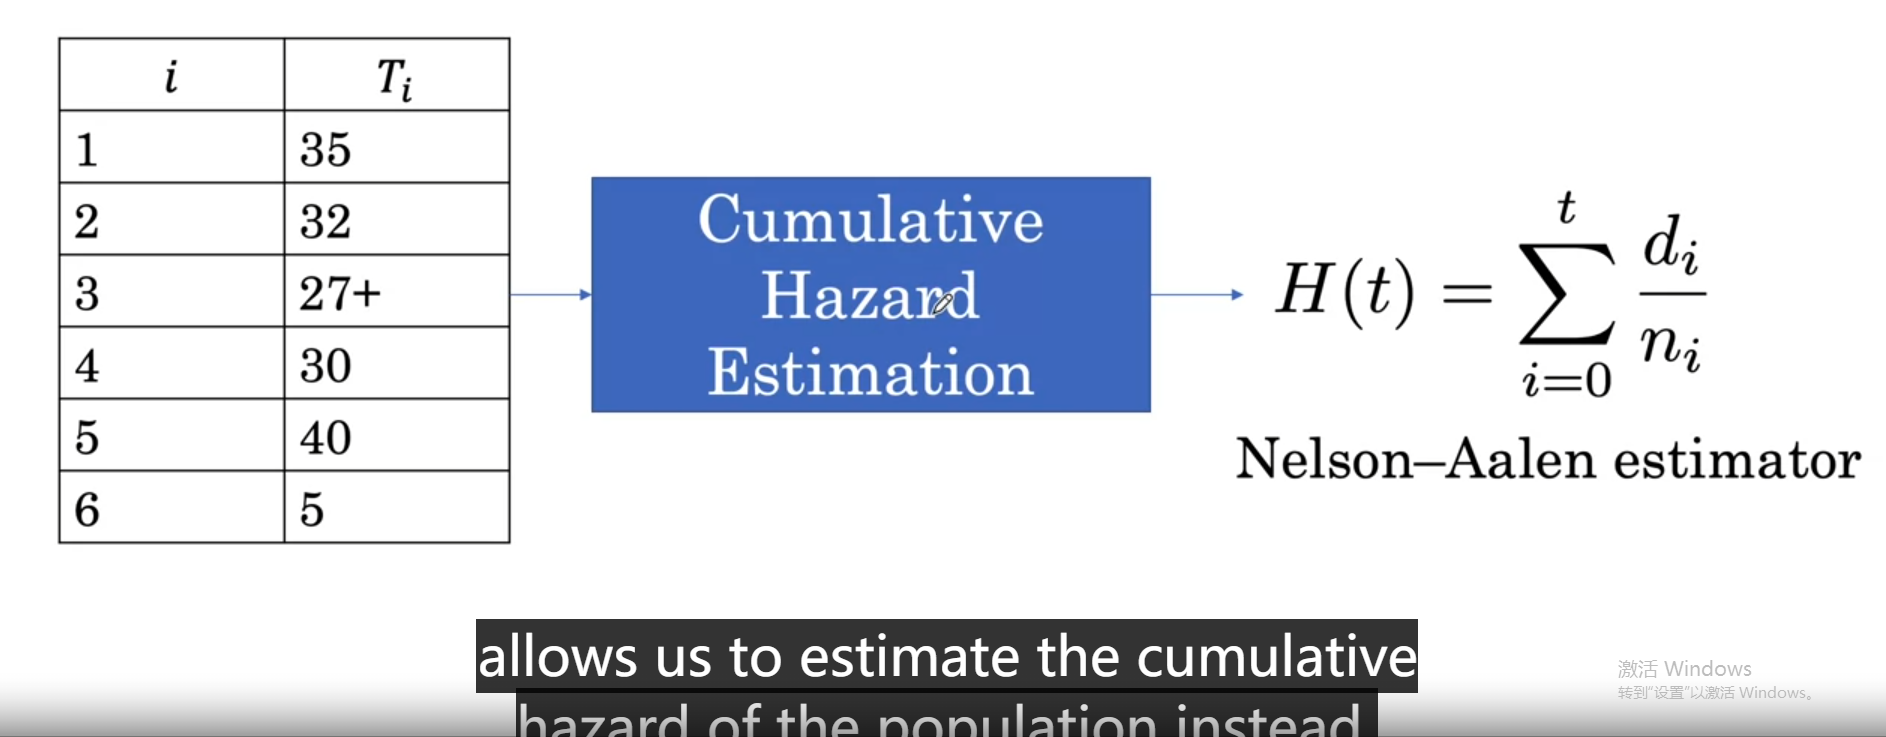 i T_i
1 35
2 32
3 27+
4 30
5 40
6 5
Cumulative
Hazard
Estimation
H(t) = \sum_{i=0}^{t} \frac{d_i}{n_i}
Nelson–Aalen estimator
allows us to estimate the cumulative
hazard of the population instead
激活 Windows
转到“设置”以激活 Windows。